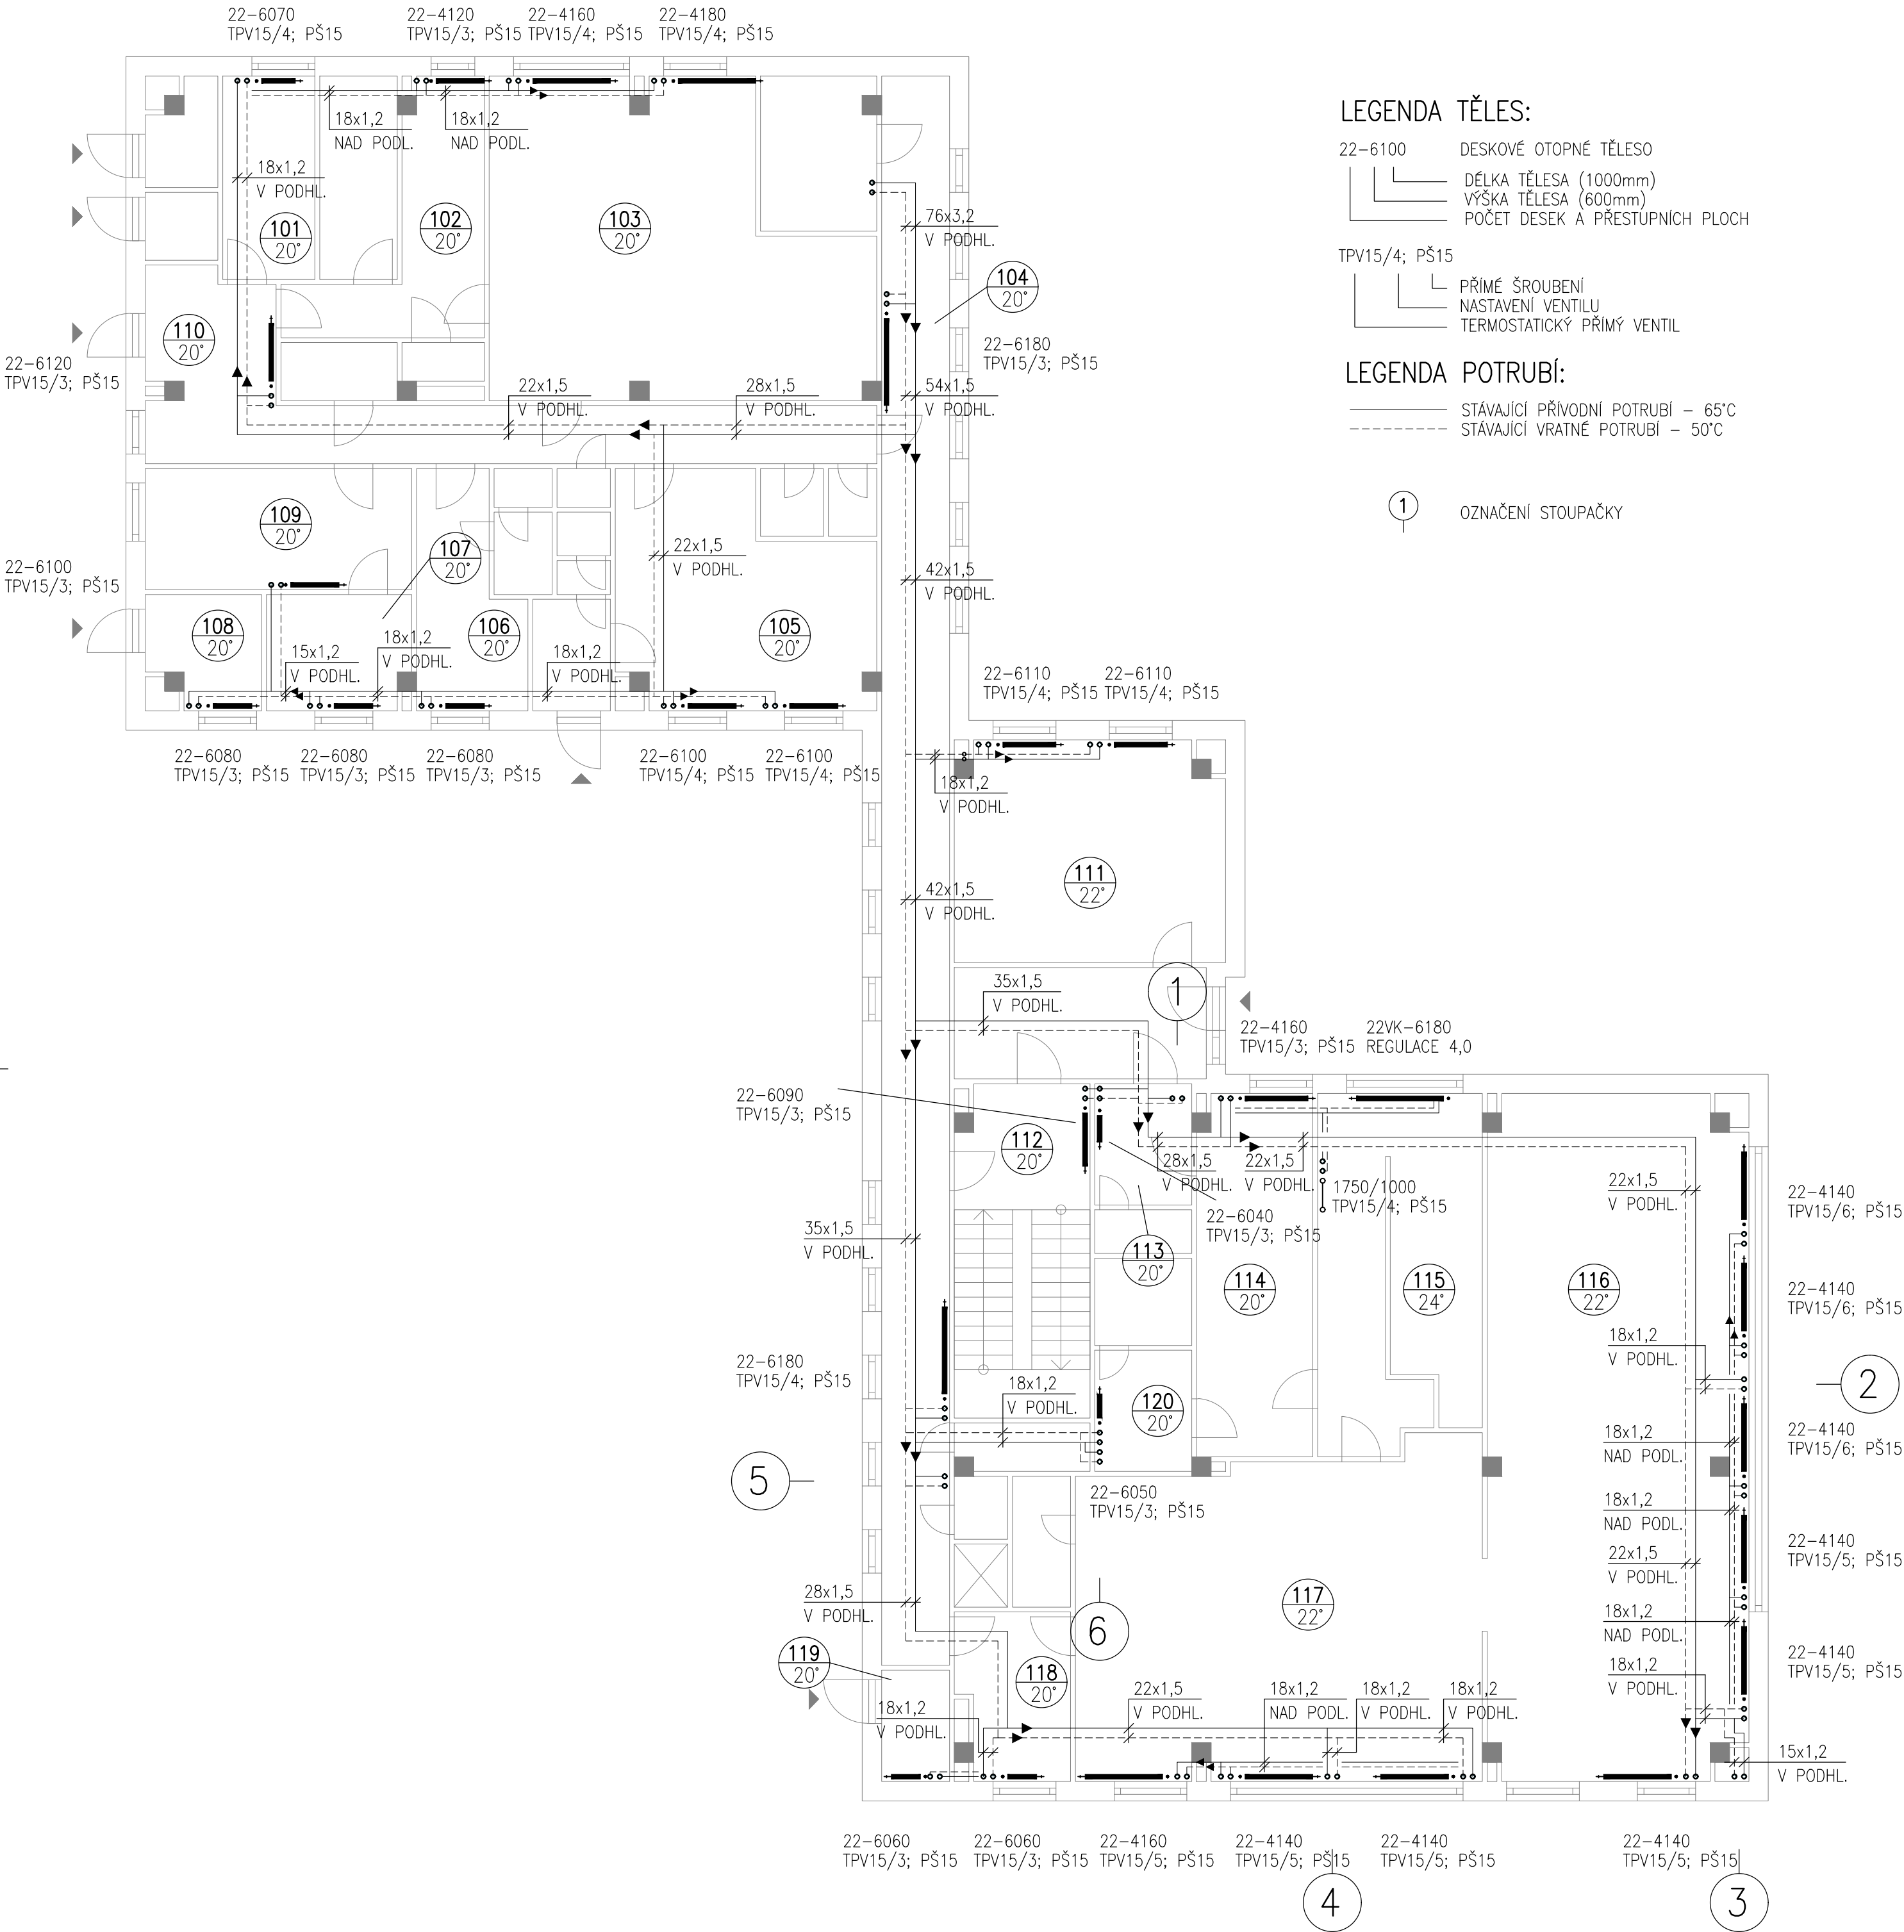 22-6070
TPV15/4; PŠ15
22-4120
TPV15/3; PŠ15
22-4160
TPV15/4; PŠ15
22-4180
TPV15/4; PŠ15
LEGENDA TĚLES:
22-6100 DESKOVÉ OTOPNÉ TĚLESO
DÉLKA TĚLESA (1000mm)
VÝŠKA TĚLESA (600mm)
POČET DESEK A PŘESTUPNÍCH PLOCH
TPV15/4; PŠ15
PŘÍMÉ ŠROUBENÍ
NASTAVENÍ VENTILU
TERMOSTATICKÝ PŘÍMÝ VENTIL
LEGENDA POTRUBÍ:
STÁVAJÍCÍ PŘÍVODNÍ POTRUBÍ – 65°C
STÁVAJÍCÍ VRATNÉ POTRUBÍ – 50°C
1 OZNAČENÍ STOUPAČKY
18x1,2
NAD PODL.
18x1,2
NAD PODL.
18x1,2
V PODHL.
101
20°
102
20°
103
20°
76x3,2
V PODHL.
104
20°
110
20°
22-6120
TPV15/3; PŠ15
22-6180
TPV15/3; PŠ15
22x1,5
V PODHL.
28x1,5
V PODHL.
54x1,5
V PODHL.
109
20°
107
20°
22x1,5
V PODHL.
42x1,5
V PODHL.
22-6100
TPV15/3; PŠ15
108
20°
15x1,2
V PODHL.
18x1,2
V PODHL.
106
20°
18x1,2
V PODHL.
105
20°
22-6110
TPV15/4; PŠ15
22-6110
TPV15/4; PŠ15
22-6080
TPV15/3; PŠ15
22-6080
TPV15/3; PŠ15
22-6080
TPV15/3; PŠ15
22-6100
TPV15/4; PŠ15
22-6100
TPV15/4; PŠ15
18x1,2
V PODHL.
111
22°
42x1,5
V PODHL.
35x1,5
V PODHL.
1
22-4160
TPV15/3; PŠ15
22VK-6180
REGULACE 4,0
22-6090
TPV15/3; PŠ15
112
20°
28x1,5
V PODHL.
22x1,5
V PODHL.
1750/1000
TPV15/4; PŠ15
22-6040
TPV15/3; PŠ15
22x1,5
V PODHL.
22-4140
TPV15/6; PŠ15
35x1,5
V PODHL.
113
20°
114
20°
115
24°
116
22°
22-4140
TPV15/6; PŠ15
18x1,2
V PODHL.
22-6180
TPV15/4; PŠ15
18x1,2
V PODHL.
120
20°
2
18x1,2
NAD PODL.
22-4140
TPV15/6; PŠ15
5
22-6050
TPV15/3; PŠ15
18x1,2
NAD PODL.
22x1,5
V PODHL.
22-4140
TPV15/5; PŠ15
28x1,5
V PODHL.
117
22°
6
18x1,2
NAD PODL.
119
20°
118
20°
18x1,2
V PODHL.
22-4140
TPV15/5; PŠ15
18x1,2
V PODHL.
22x1,5
V PODHL.
18x1,2
NAD PODL.
18x1,2
V PODHL.
18x1,2
V PODHL.
15x1,2
V PODHL.
22-6060
TPV15/3; PŠ15
22-6060
TPV15/3; PŠ15
22-4160
TPV15/5; PŠ15
22-4140
TPV15/5; PŠ15
22-4140
TPV15/5; PŠ15
22-4140
TPV15/5; PŠ15
4
3